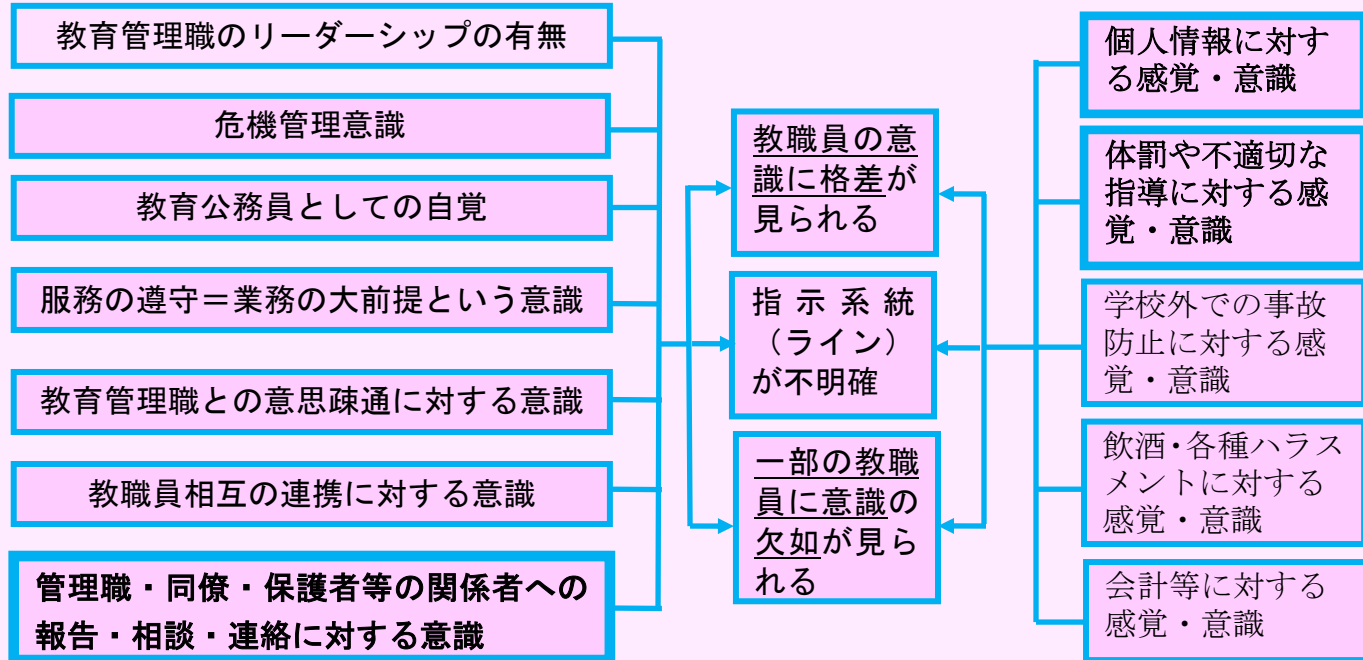 教育管理職のリーダーシップの有無
危機管理意識
教育公務員としての自覚
服務の遵守＝業務の大前提という意識
教育管理職との意思疎通に対する意識
教職員相互の連携に対する意識
管理職・同僚・保護者等の関係者への
報告・相談・連絡に対する意識
教職員の意
識に格差が
見られる
指示系統
（ライン）
が不明確
一部の教職
員に意識の
欠如が見ら
れる
個人情報に対す
る感覚・意識
体罰や不適切な
指導に対する感
覚・意識
学校外での事故
防止に対する感
覚・意識
飲酒・各種ハラス
メントに対する
感覚・意識
会計等に対する
感覚・意識